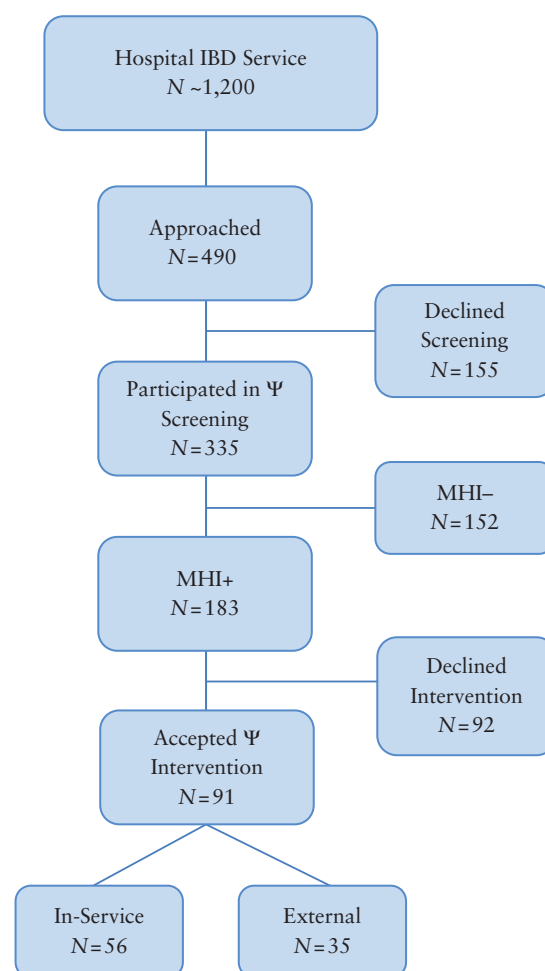 Hospital IBD Service
N ~1,200
Approached
N=490
Declined
Screening
N=155
Participated in Ψ
Screening
N=335
MHI–
N=152
MHI+
N=183
Declined
Intervention
N=92
Accepted Ψ
Intervention
N=91
In-Service
N=56
External
N=35